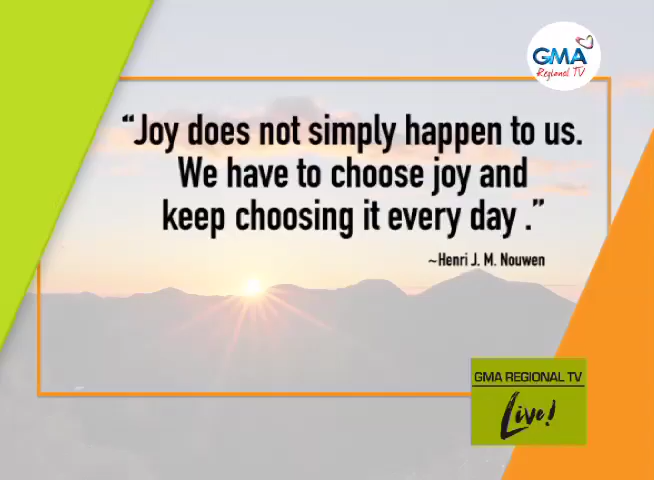 GMA
Regional TV
“Joy does not simply happen to us.
We have to choose joy and
keep choosing it every day .”
~Henri J. M. Nouwen
GMA REGIONAL TV
Live!